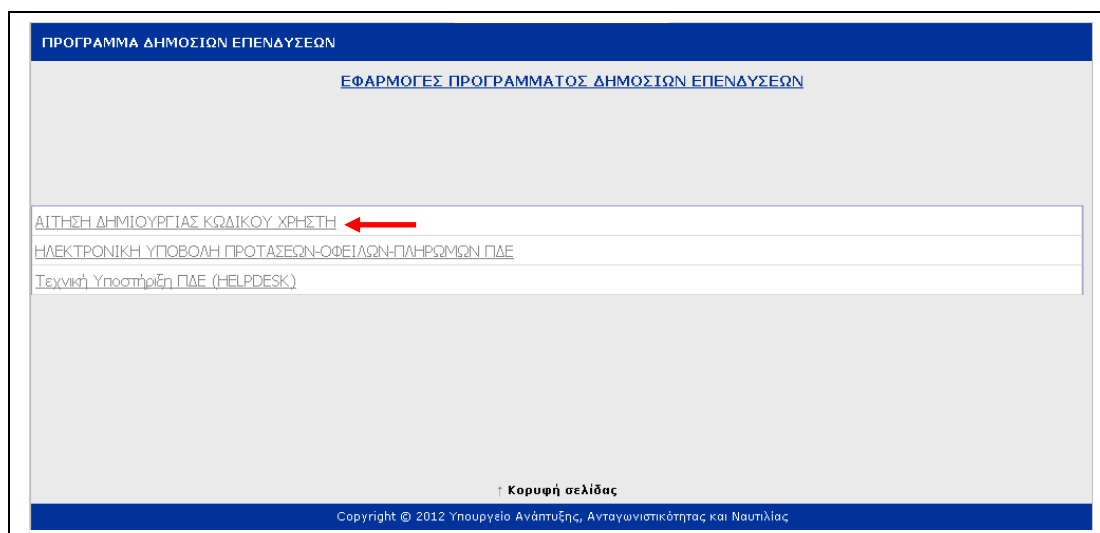 ΠΡΟΓΡΑΜΜΑ ΔΗΜΟΣΙΩΝ ΕΠΕΝΔΥΣΕΩΝ
ΕΦΑΡΜΟΓΕΣ ΠΡΟΓΡΑΜΜΑΤΟΣ ΔΗΜΟΣΙΩΝ ΕΠΕΝΔΥΣΕΩΝ
ΑΙΤΗΣΗ ΔΗΜΙΟΥΡΓΙΑΣ ΚΩΔΙΚΟΥ ΧΡΗΣΤΗ
ΗΛΕΚΤΡΟΝΙΚΗ ΥΠΟΒΟΛΗ ΠΡΟΤΑΣΕΩΝ-ΟΦΕΙΛΩΝ-ΠΛΗΡΩΜΩΝ ΠΔΕ
Τεχνική Υποστήριξη ΠΔΕ (HELPDESK)
↑ Κορυφή σελίδας
Copyright © 2012 Υπουργείο Ανάπτυξης, Ανταγωνιστικότητας και Ναυτιλίας